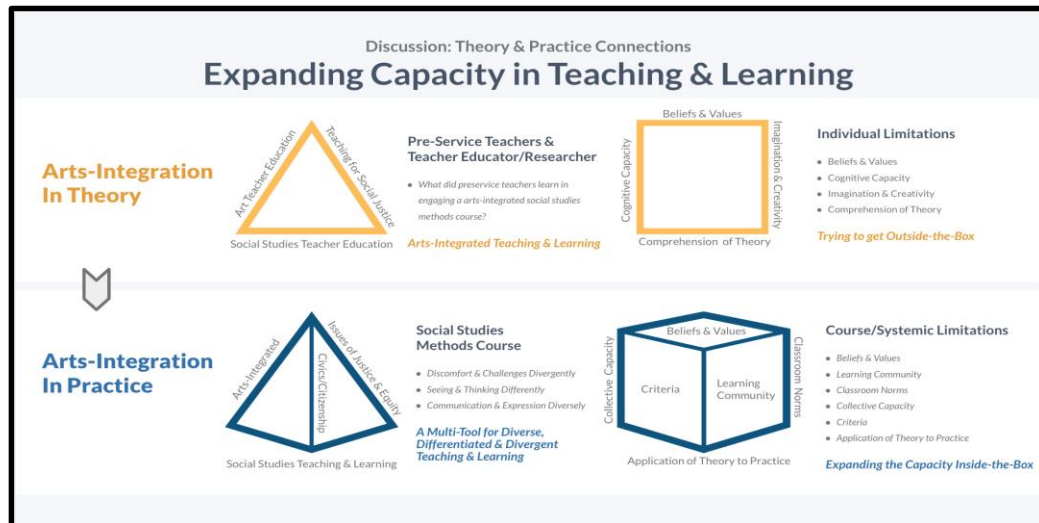 Discussion: Theory & Practice Connections
Expanding Capacity in Teaching & Learning
Arts-Integration
In Theory
Art Teacher Education
Teaching for Social Justice
Social Studies Teacher Education
Pre-Service Teachers &
Teacher Educator/Researcher
• What did preservice teachers learn in
engaging a arts-integrated social studies
methods course?
Arts-Integrated Teaching & Learning
Beliefs & Values
Cognitive Capacity
Imagination & Creativity
Comprehension of Theory
Individual Limitations
• Beliefs & Values
• Cognitive Capacity
• Imagination & Creativity
• Comprehension of Theory
Trying to get Outside-the-Box
Arts-Integration
In Practice
Arts-Integrated
Civics/Citizenship
Issues of Justice & Equity
Social Studies Teaching & Learning
Social Studies
Methods Course
• Discomfort & Challenges Divergently
• Seeing & Thinking Differently
• Communication & Expression Diversely
A Multi-Tool for Diverse,
Differentiated & Divergent
Teaching & Learning
Beliefs & Values
Collective Capacity
Criteria
Learning
Community
Classroom Norms
Application of Theory to Practice
Course/Systemic Limitations
• Beliefs & Values
• Learning Community
• Classroom Norms
• Collective Capacity
• Criteria
• Application of Theory to Practice
Expanding the Capacity Inside-the-Box